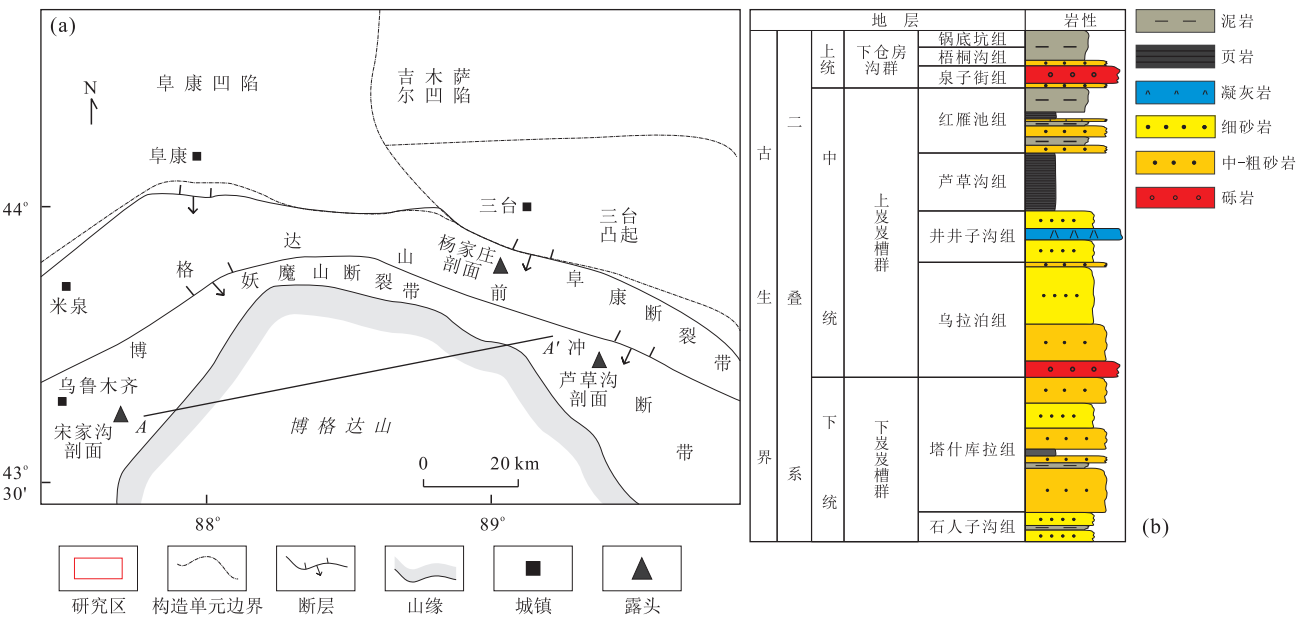 (a)
阜康凹陷
吉木萨
尔凹陷
N
阜康
44°
三台
三台
凸起
杨家庄
剖面
米泉
博格达山前冲断带
妖魔山断裂带
阜康断裂带
乌鲁木齐
宋家沟
剖面
A
A′
芦草沟
剖面
博格达山
0
20 km
43°
30′
88°
89°
研究区
构造单元边界
断层
山缘
城镇
露头
地层
岩性
古生界
二叠系
上统
中统
下统
下仓房
沟群
上芨芨槽群
下芨芨槽群
锅底坑组
梧桐沟组
泉子街组
红雁池组
芦草沟组
井井子沟组
乌拉泊组
塔什库拉组
石人子沟组
(b)
泥岩
页岩
凝灰岩
细砂岩
中-粗砂岩
砾岩